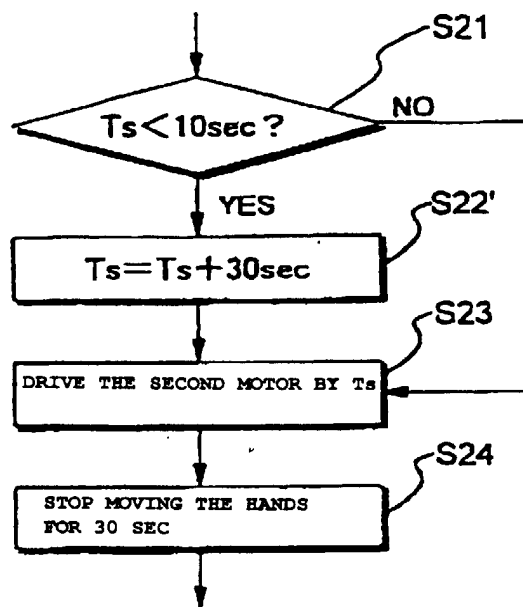 S21
Ts<10sec?
NO
YES
S22'
Ts=Ts+30sec
S23
DRIVE THE SECOND MOTOR BY Ts
S24
STOP MOVING THE HANDS
FOR 30 SEC